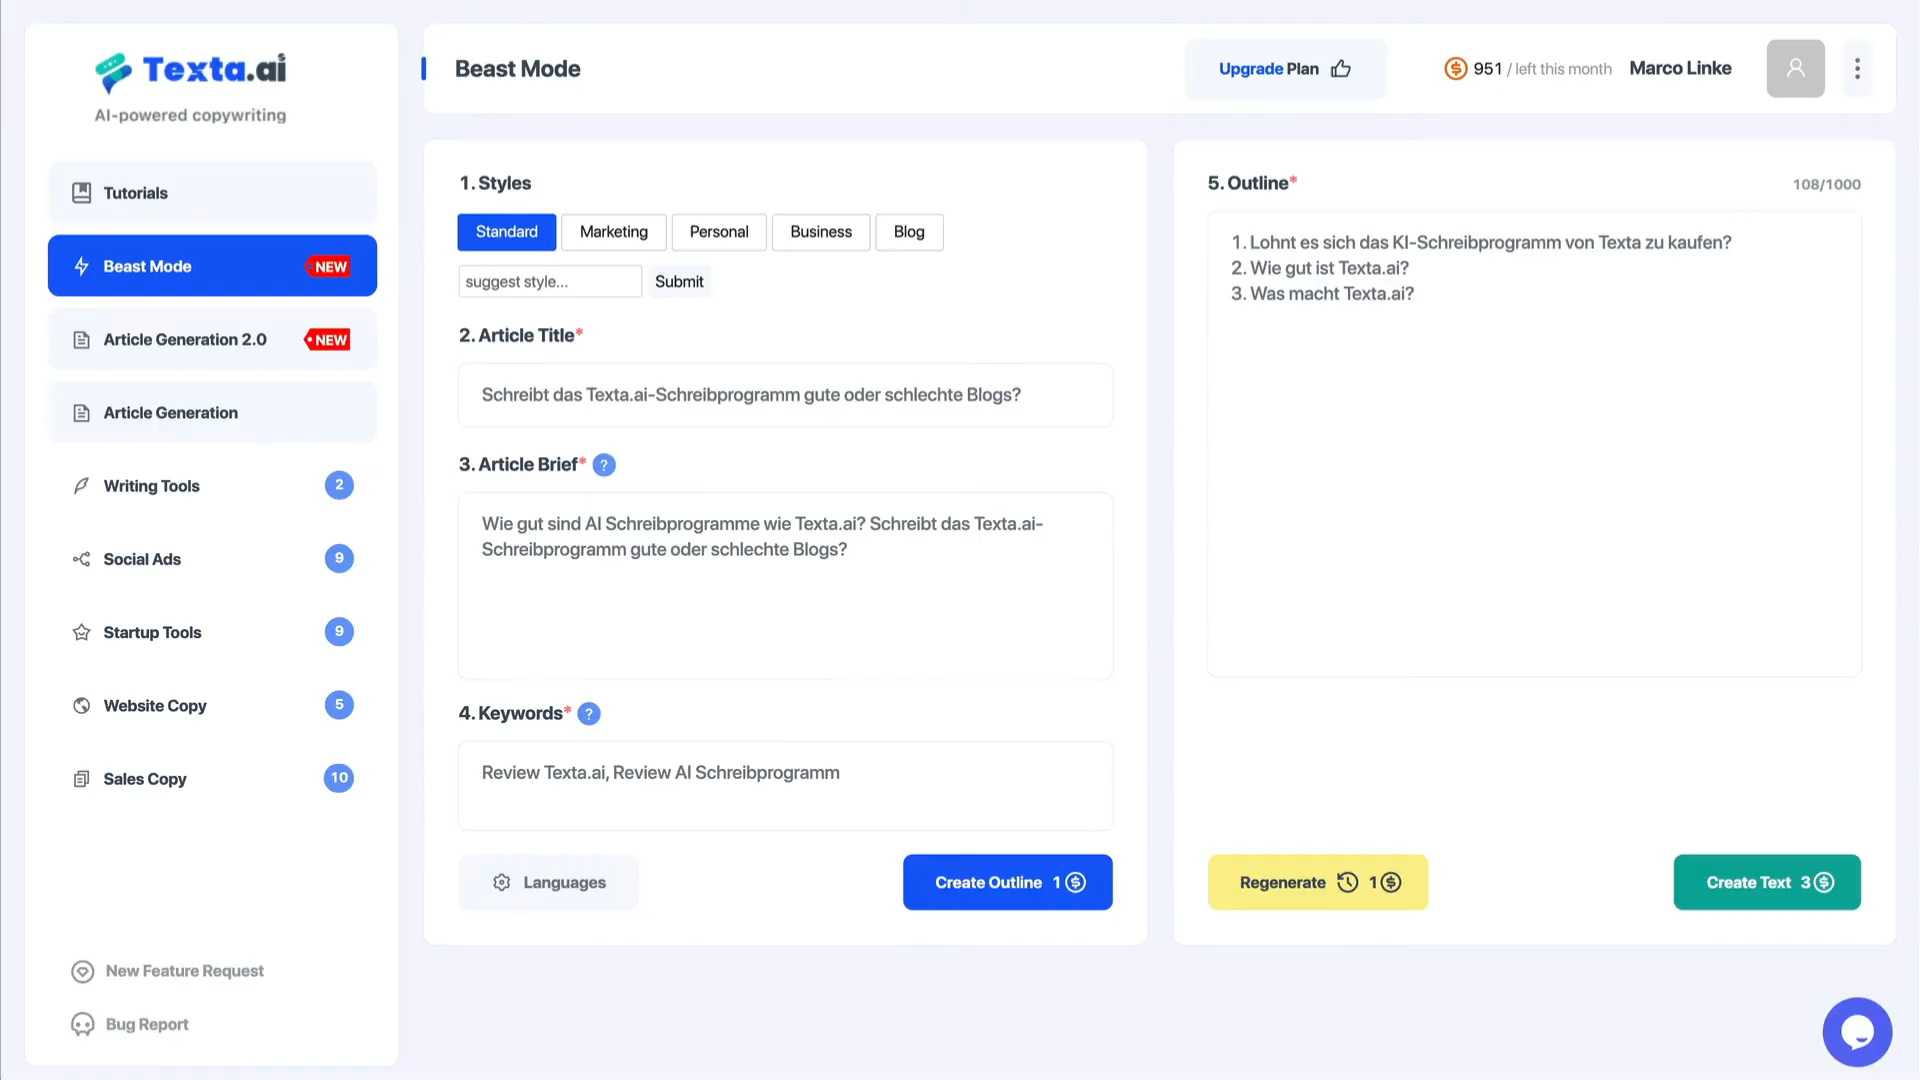 Texta.ai
AI-powered copywriting
Tutorials
Beast Mode
NEW
Article Generation 2.0
NEW
Article Generation
Writing Tools
2
Social Ads
9
Startup Tools
9
Website Copy
5
Sales Copy
10
New Feature Request
Bug Report
Beast Mode
Upgrade Plan
951 / left this month
Marco Linke
1. Styles
Standard
Marketing
Personal
Business
Blog
suggest style...
Submit
2. Article Title*
Schreibt das Texta.ai-Schreibprogramm gute oder schlechte Blogs?
3. Article Brief* ?
Wie gut sind AI Schreibprogramme wie Texta.ai? Schreibt das Texta.ai-
Schreibprogramm gute oder schlechte Blogs?
4. Keywords* ?
Review Texta.ai, Review AI Schreibprogramm
Languages
Create Outline 1
5. Outline*
108/1000
1. Lohnt es sich das KI-Schreibprogramm von Texta zu kaufen?
2. Wie gut ist Texta.ai?
3. Was macht Texta.ai?
Regenerate 1
Create Text 3